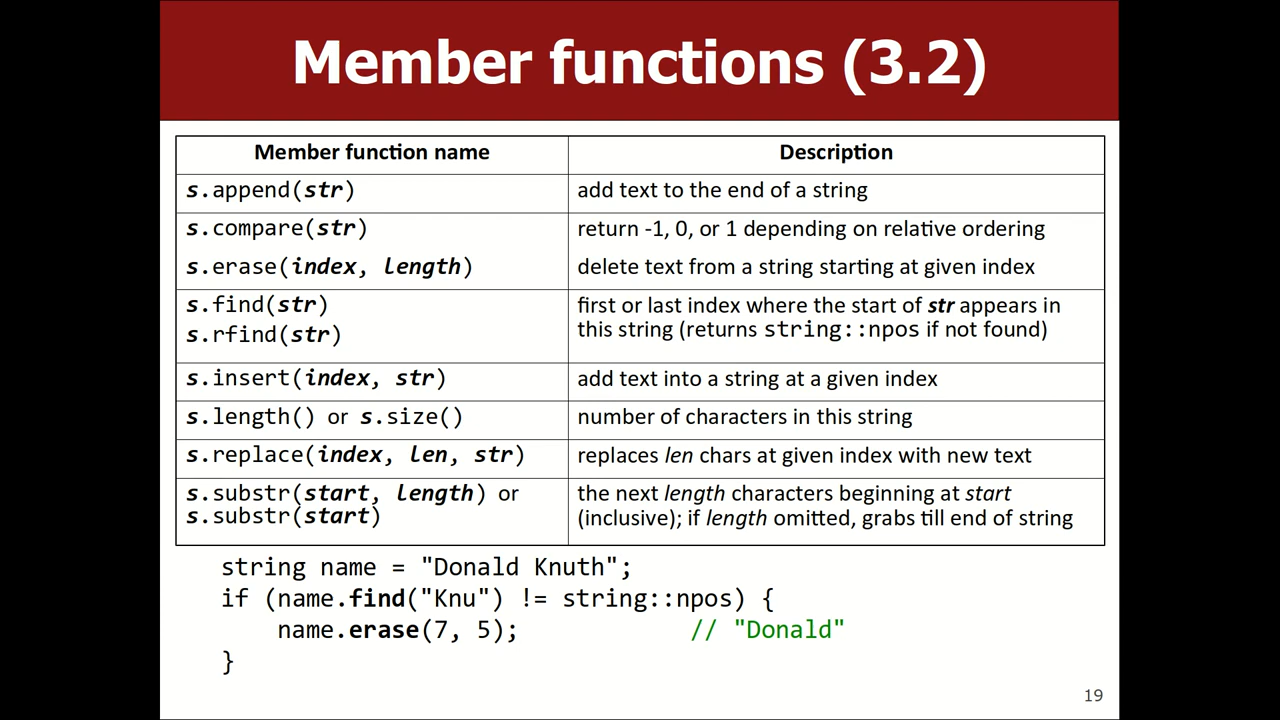 Member functions (3.2)
Member function name Description
s.append(str) add text to the end of a string
s.compare(str) return -1, 0, or 1 depending on relative ordering
s.erase(index, length) delete text from a string starting at given index
s.find(str) first or last index where the start of str appears in
s.rfind(str) this string (returns string::npos if not found)
s.insert(index, str) add text into a string at a given index
s.length() or s.size() number of characters in this string
s.replace(index, len, str) replaces len chars at given index with new text
s.substr(start, length) or the next length characters beginning at start
s.substr(start) (inclusive); if length omitted, grabs till end of string
string name = "Donald Knuth";
if (name.find("Knu") != string::npos) {
    name.erase(7, 5);            // "Donald"
}
19